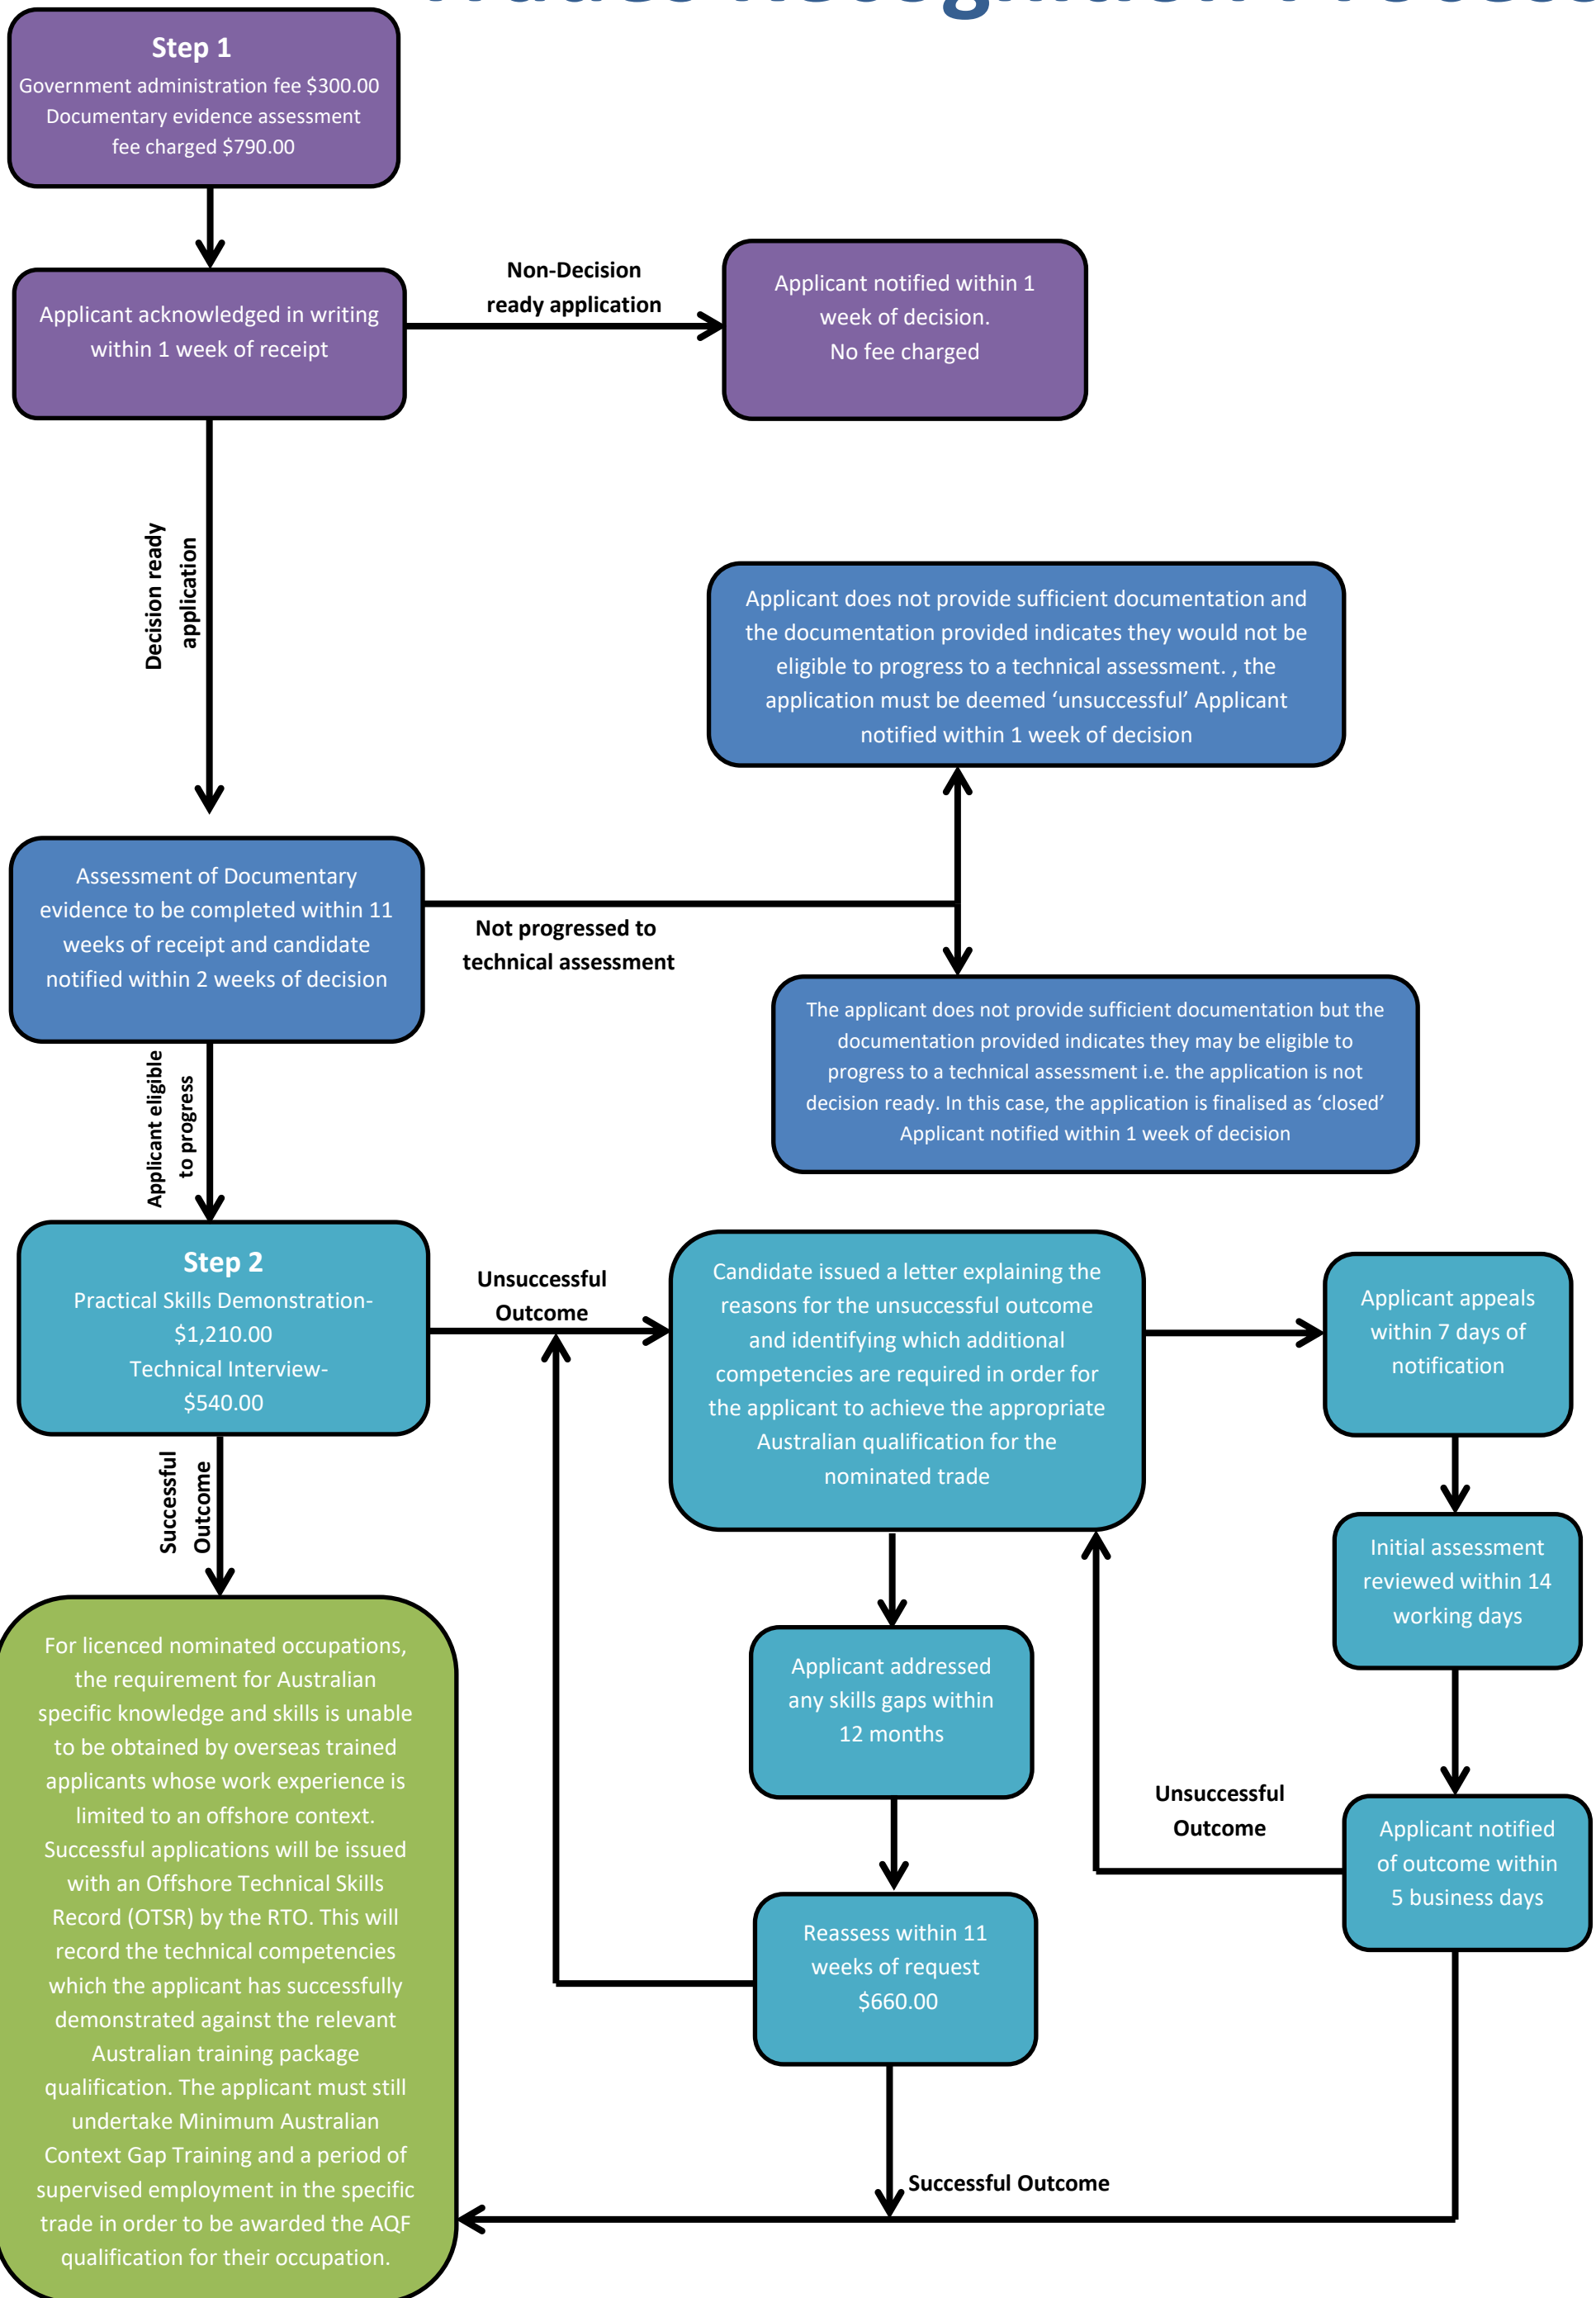 Trades Recognition Process
Step 1
Government administration fee $300.00
Documentary evidence assessment
fee charged $790.00
Applicant acknowledged in writing
within 1 week of receipt
Non-Decision
ready application
Applicant notified within 1
week of decision.
No fee charged
Decision ready
application
Applicant does not provide sufficient documentation and
the documentation provided indicates they would not be
eligible to progress to a technical assessment. , the
application must be deemed ‘unsuccessful’ Applicant
notified within 1 week of decision
Assessment of Documentary
evidence to be completed within 11
weeks of receipt and candidate
notified within 2 weeks of decision
Not progressed to
technical assessment
The applicant does not provide sufficient documentation but the
documentation provided indicates they may be eligible to
progress to a technical assessment i.e. the application is not
decision ready. In this case, the application is finalised as ‘closed’
Applicant notified within 1 week of decision
Applicant eligible
to progress
Step 2
Practical Skills Demonstration-
$1,210.00
Technical Interview-
$540.00
Unsuccessful
Outcome
Candidate issued a letter explaining the
reasons for the unsuccessful outcome
and identifying which additional
competencies are required in order for
the applicant to achieve the appropriate
Australian qualification for the
nominated trade
Applicant appeals
within 7 days of
notification
Successful
Outcome
Initial assessment
reviewed within 14
working days
For licenced nominated occupations,
the requirement for Australian
specific knowledge and skills is unable
to be obtained by overseas trained
applicants whose work experience is
limited to an offshore context.
Successful applications will be issued
with an Offshore Technical Skills
Record (OTSR) by the RTO. This will
record the technical competencies
which the applicant has successfully
demonstrated against the relevant
Australian training package
qualification. The applicant must still
undertake Minimum Australian
Context Gap Training and a period of
supervised employment in the specific
trade in order to be awarded the AQF
qualification for their occupation.
Applicant addressed
any skills gaps within
12 months
Unsuccessful
Outcome
Applicant notified
of outcome within
5 business days
Reassess within 11
weeks of request
$660.00
Successful Outcome